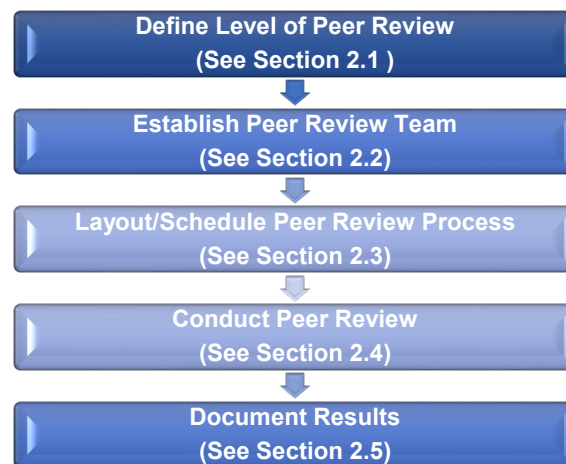 Define Level of Peer Review
(See Section 2.1 )
Establish Peer Review Team
(See Section 2.2)
Layout/Schedule Peer Review Process
(See Section 2.3)
Conduct Peer Review
(See Section 2.4)
Document Results
(See Section 2.5)